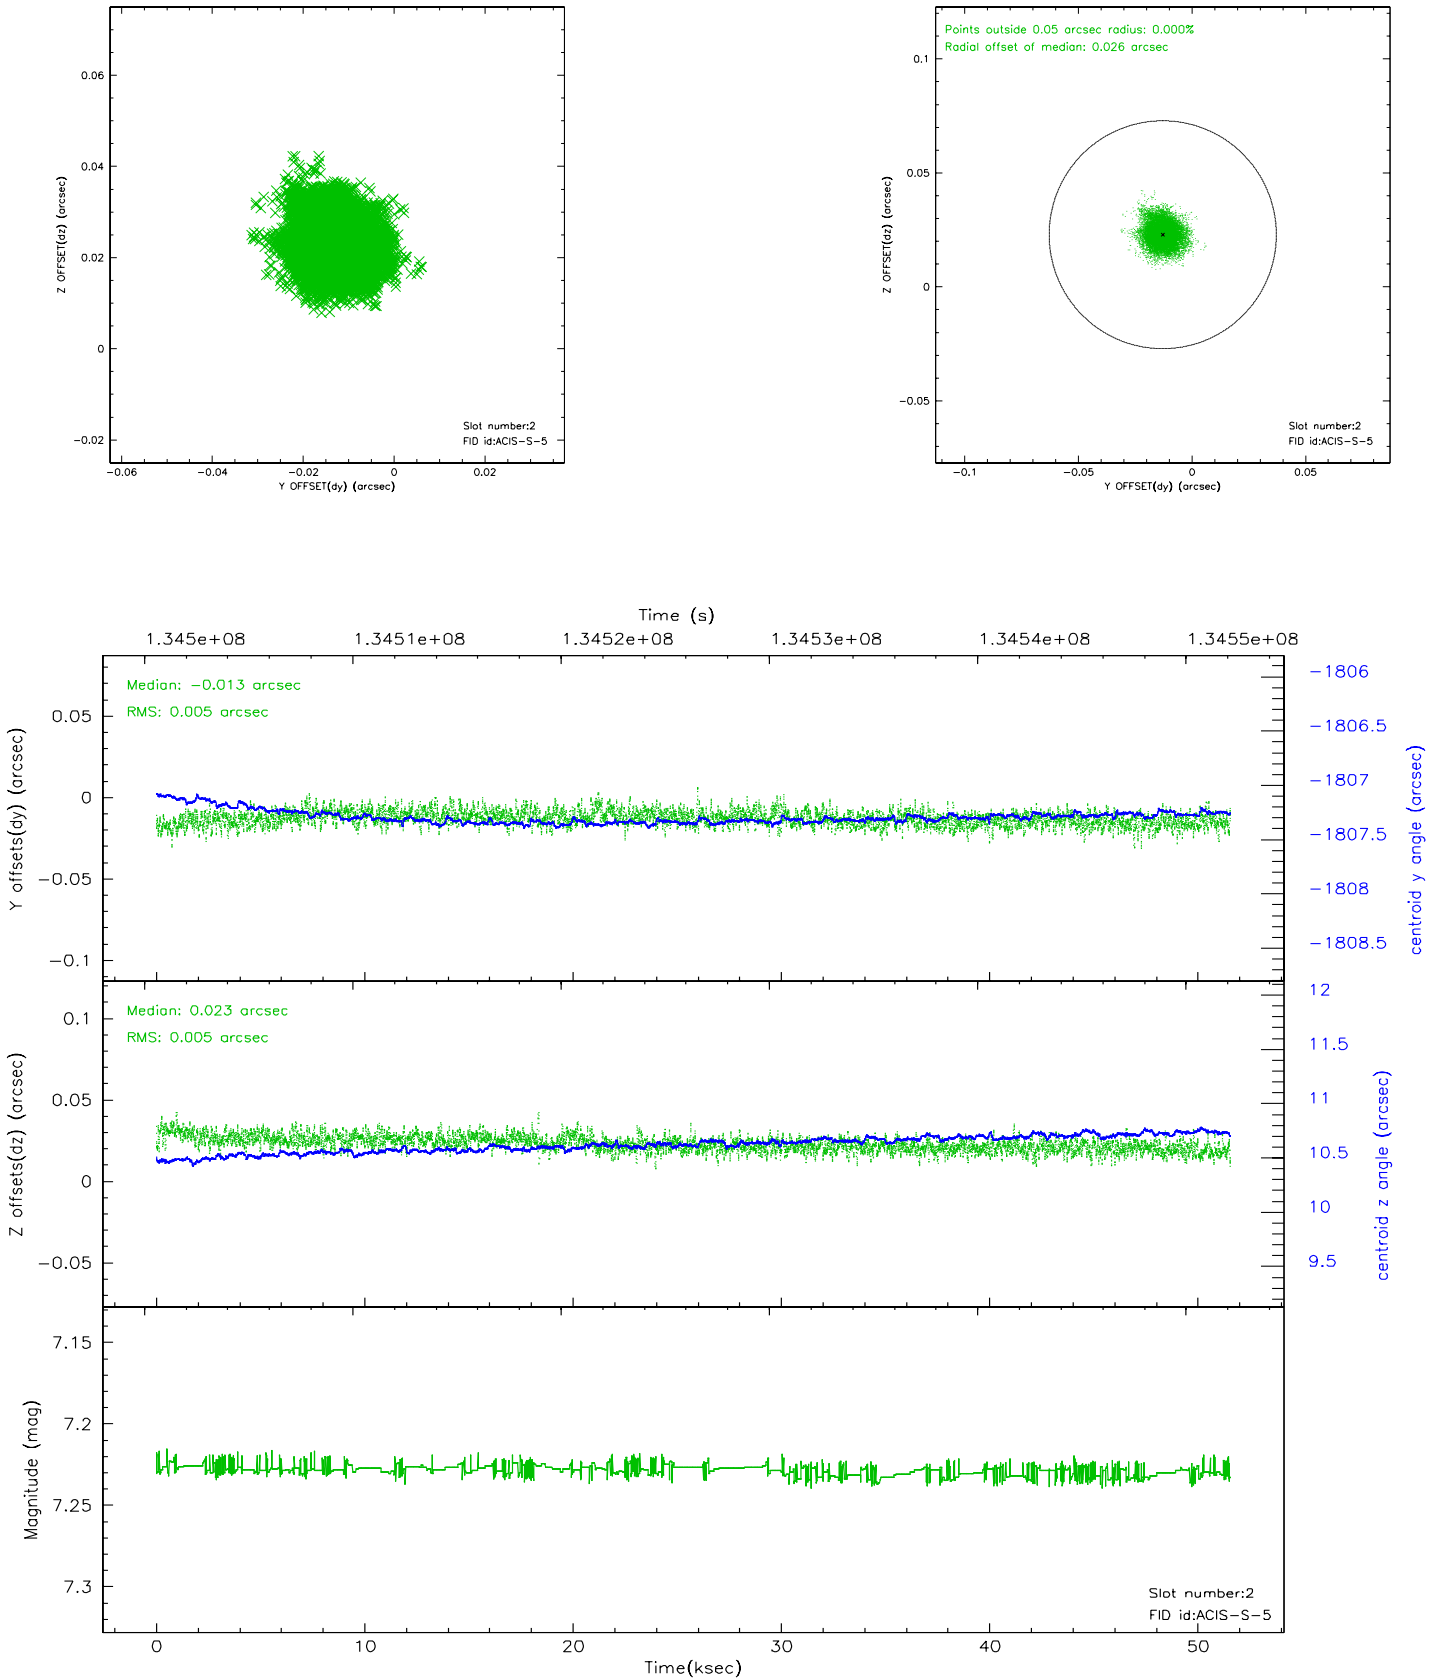 0.06
0.04
0.02
0
−0.02
Z OFFSET(dz) (arcsec)
Slot number:2
FID id:ACIS−S−5
−0.06
−0.04
−0.02
0
0.02
Y OFFSET(dy) (arcsec)
Points outside 0.05 arcsec radius: 0.000%
Radial offset of median: 0.026 arcsec
0.1
0.05
0
−0.05
Z OFFSET(dz) (arcsec)
Slot number:2
FID id:ACIS−S−5
−0.1
−0.05
0
0.05
Y OFFSET(dy) (arcsec)
Time (s)
1.345e+08
1.3451e+08
1.3452e+08
1.3453e+08
1.3454e+08
1.3455e+08
Median: −0.013 arcsec
RMS: 0.005 arcsec
0.05
0
−0.05
−0.1
Y offsets(dy) (arcsec)
−1806
−1806.5
−1807
−1807.5
−1808
−1808.5
centroid y angle (arcsec)
Median: 0.023 arcsec
RMS: 0.005 arcsec
0.1
0.05
0
−0.05
Z offsets(dz) (arcsec)
12
11.5
11
10.5
10
9.5
centroid z angle (arcsec)
7.15
7.2
7.25
7.3
Magnitude (mag)
Slot number:2
FID id:ACIS−S−5
0
10
20
30
40
50
Time(ksec)